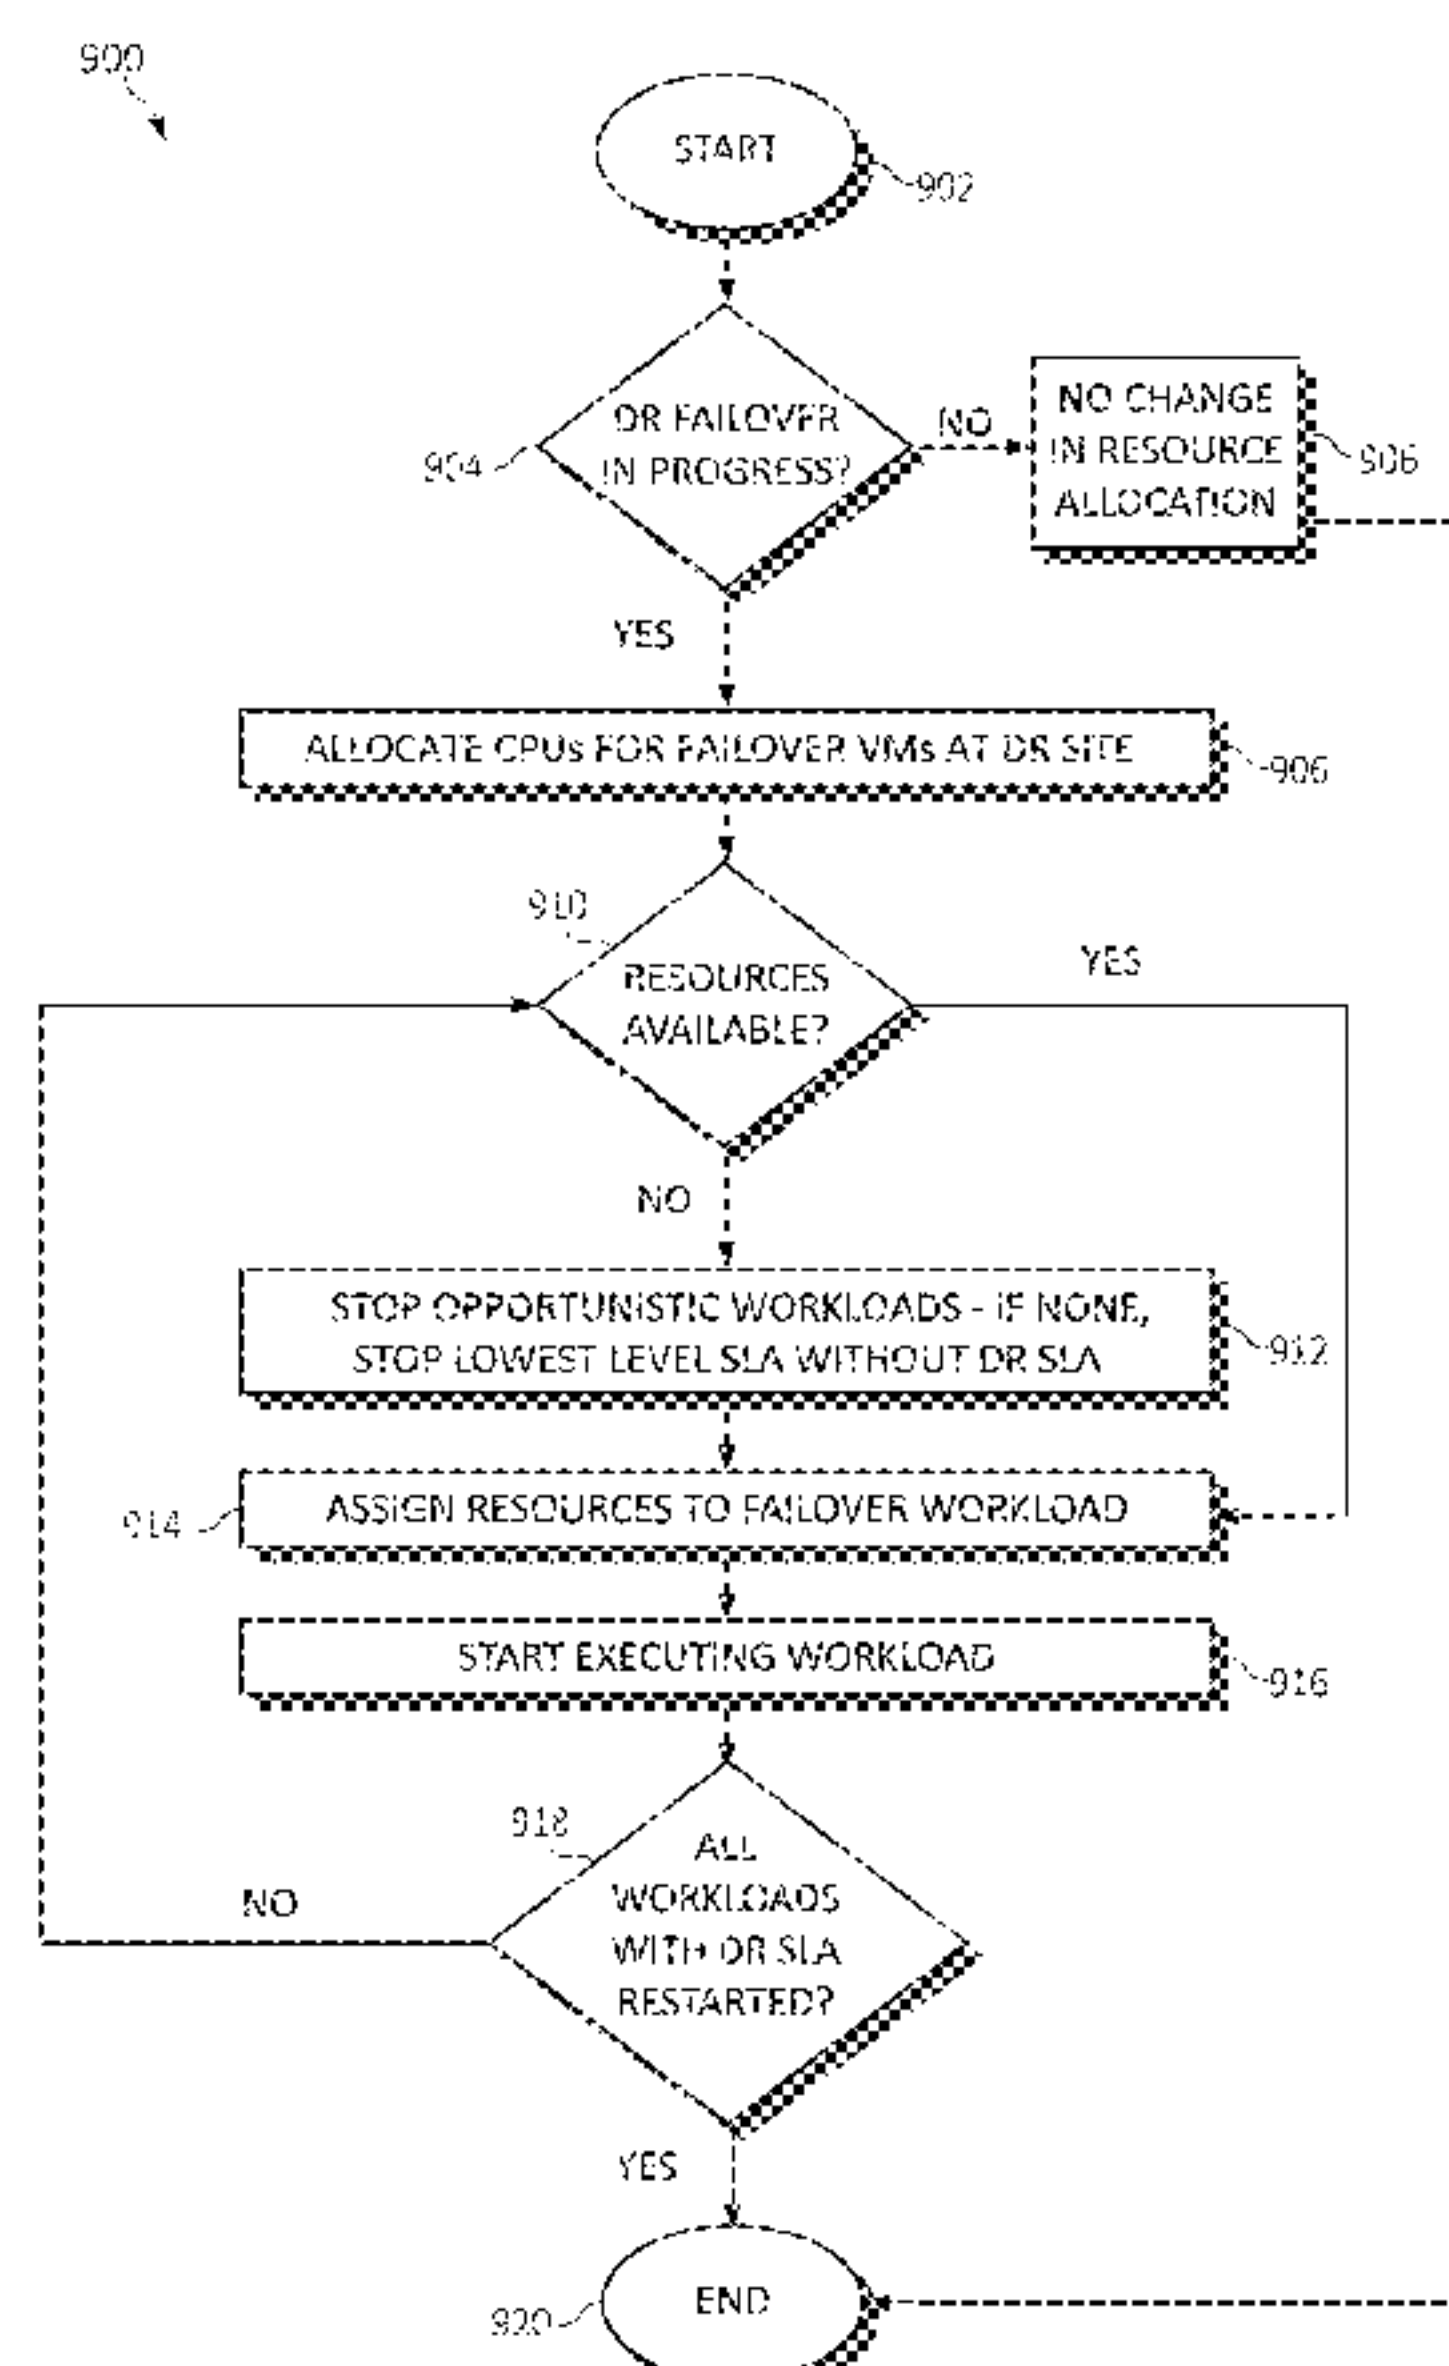 900
START
902
DR FAILOVER
IN PROGRESS?
904
NO
NO CHANGE
IN RESOURCE
ALLOCATION
906
YES
ALLOCATE CPUs FOR FAILOVER VMs AT DR SITE
906
910
RESOURCES
AVAILABLE?
YES
NO
STOP OPPORTUNISTIC WORKLOADS - IF NONE,
STOP LOWEST LEVEL SLA WITHOUT DR SLA
912
ASSIGN RESOURCES TO FAILOVER WORKLOAD
914
START EXECUTING WORKLOAD
916
918
ALL
WORKLOADS
WITH DR SLA
RESTARTED?
NO
YES
END
920